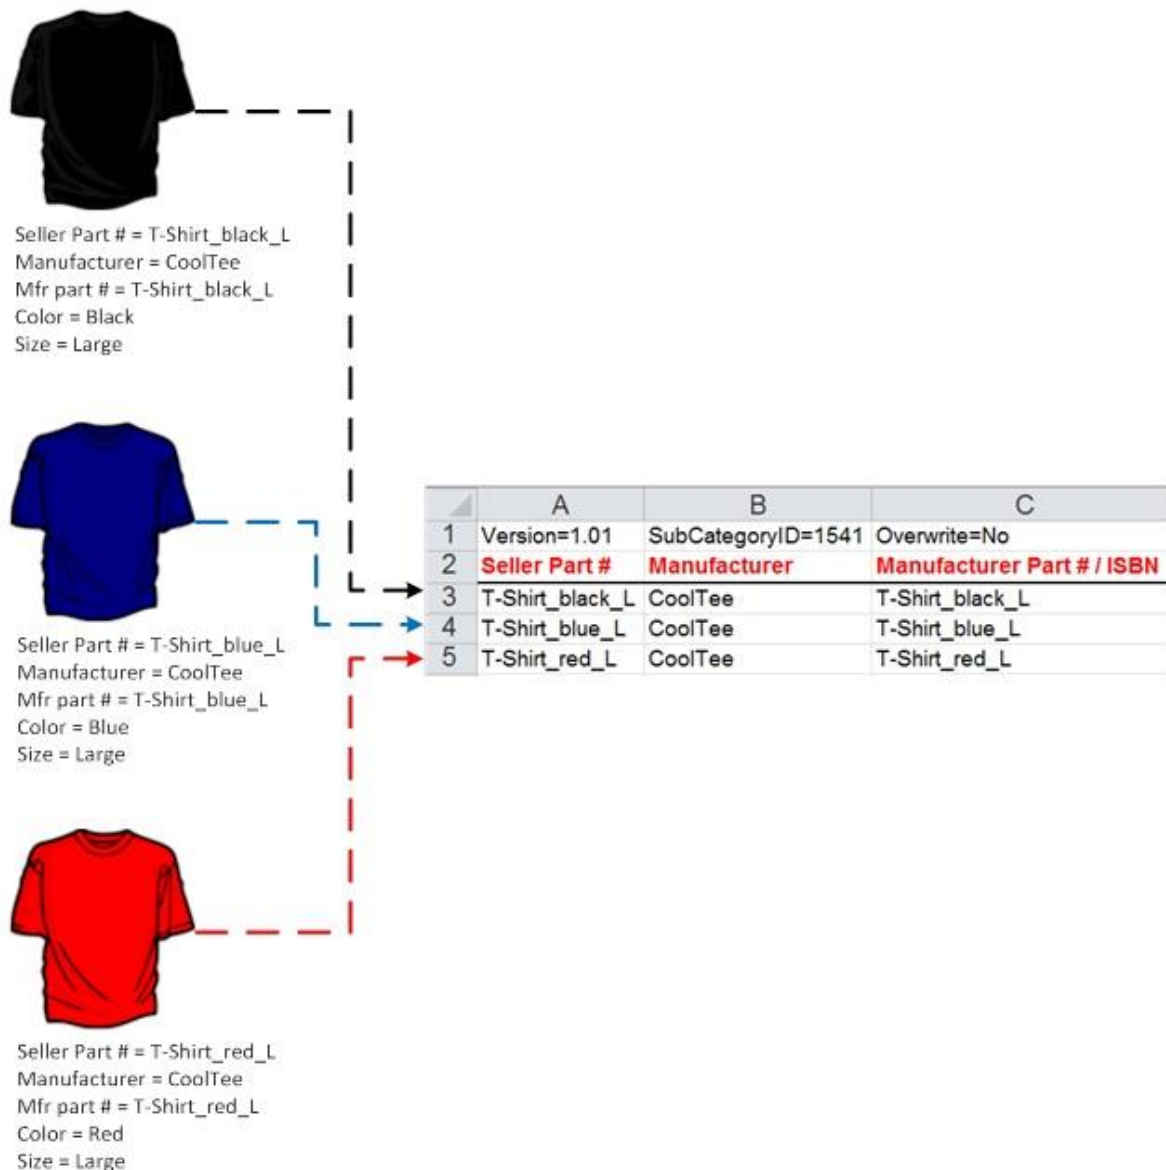 Seller Part # = T-Shirt_black_L
Manufacturer = CoolTee
Mfr part # = T-Shirt_black_L
Color = Black
Size = Large
Seller Part # = T-Shirt_blue_L
Manufacturer = CoolTee
Mfr part # = T-Shirt_blue_L
Color = Blue
Size = Large
Seller Part # = T-Shirt_red_L
Manufacturer = CoolTee
Mfr part # = T-Shirt_red_L
Color = Red
Size = Large
A B C
1 Version=1.01 SubCategoryID=1541 Overwrite=No
2 Seller Part # Manufacturer Manufacturer Part # / ISBN
3 T-Shirt_black_L CoolTee T-Shirt_black_L
4 T-Shirt_blue_L CoolTee T-Shirt_blue_L
5 T-Shirt_red_L CoolTee T-Shirt_red_L